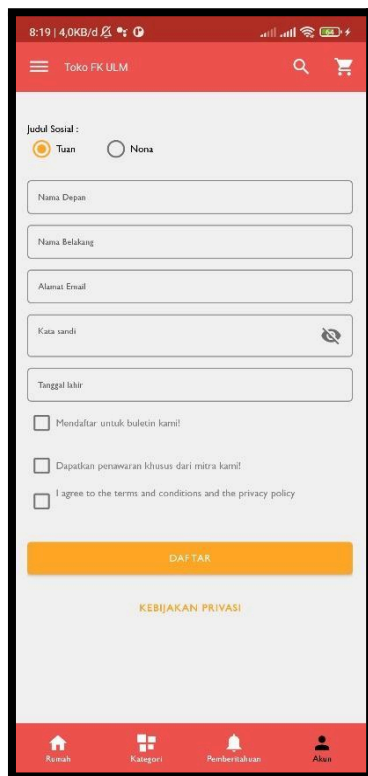 8:19 | 4,0KB/d
64
Toko FK ULM
Judul Sosial :
Tuan Nona
Nama Depan
Nama Belakang
Alamat Email
Kata sandi
Tanggal lahir
Mendaftar untuk buletin kami!
Dapatkan penawaran khusus dari mitra kami!
I agree to the terms and conditions and the privacy policy
DAFTAR
KEBIJAKAN PRIVASI
Rumah Kategori Pemberitahuan Akun